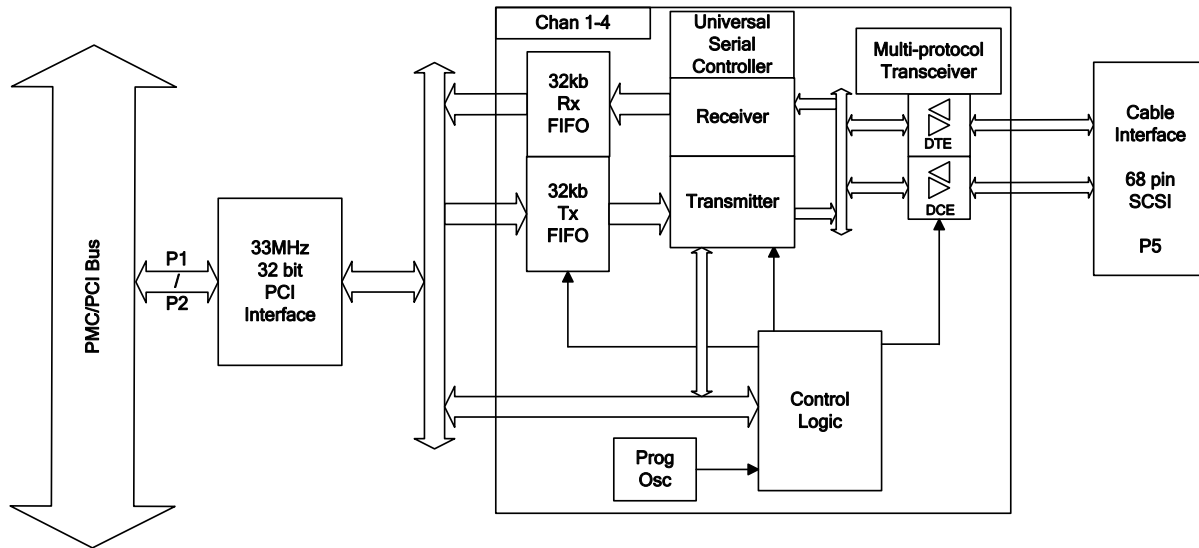 Chan 1-4
Universal
Serial
Controller
Multi-protocol
Transceiver
32kb
Rx
FIFO
Receiver
DTE
Cable
Interface
68 pin
SCSI
P5
32kb
Tx
FIFO
Transmitter
DCE
PMC/PCI Bus
P1
/
P2
33MHz
32 bit
PCI
Interface
Control
Logic
Prog
Osc